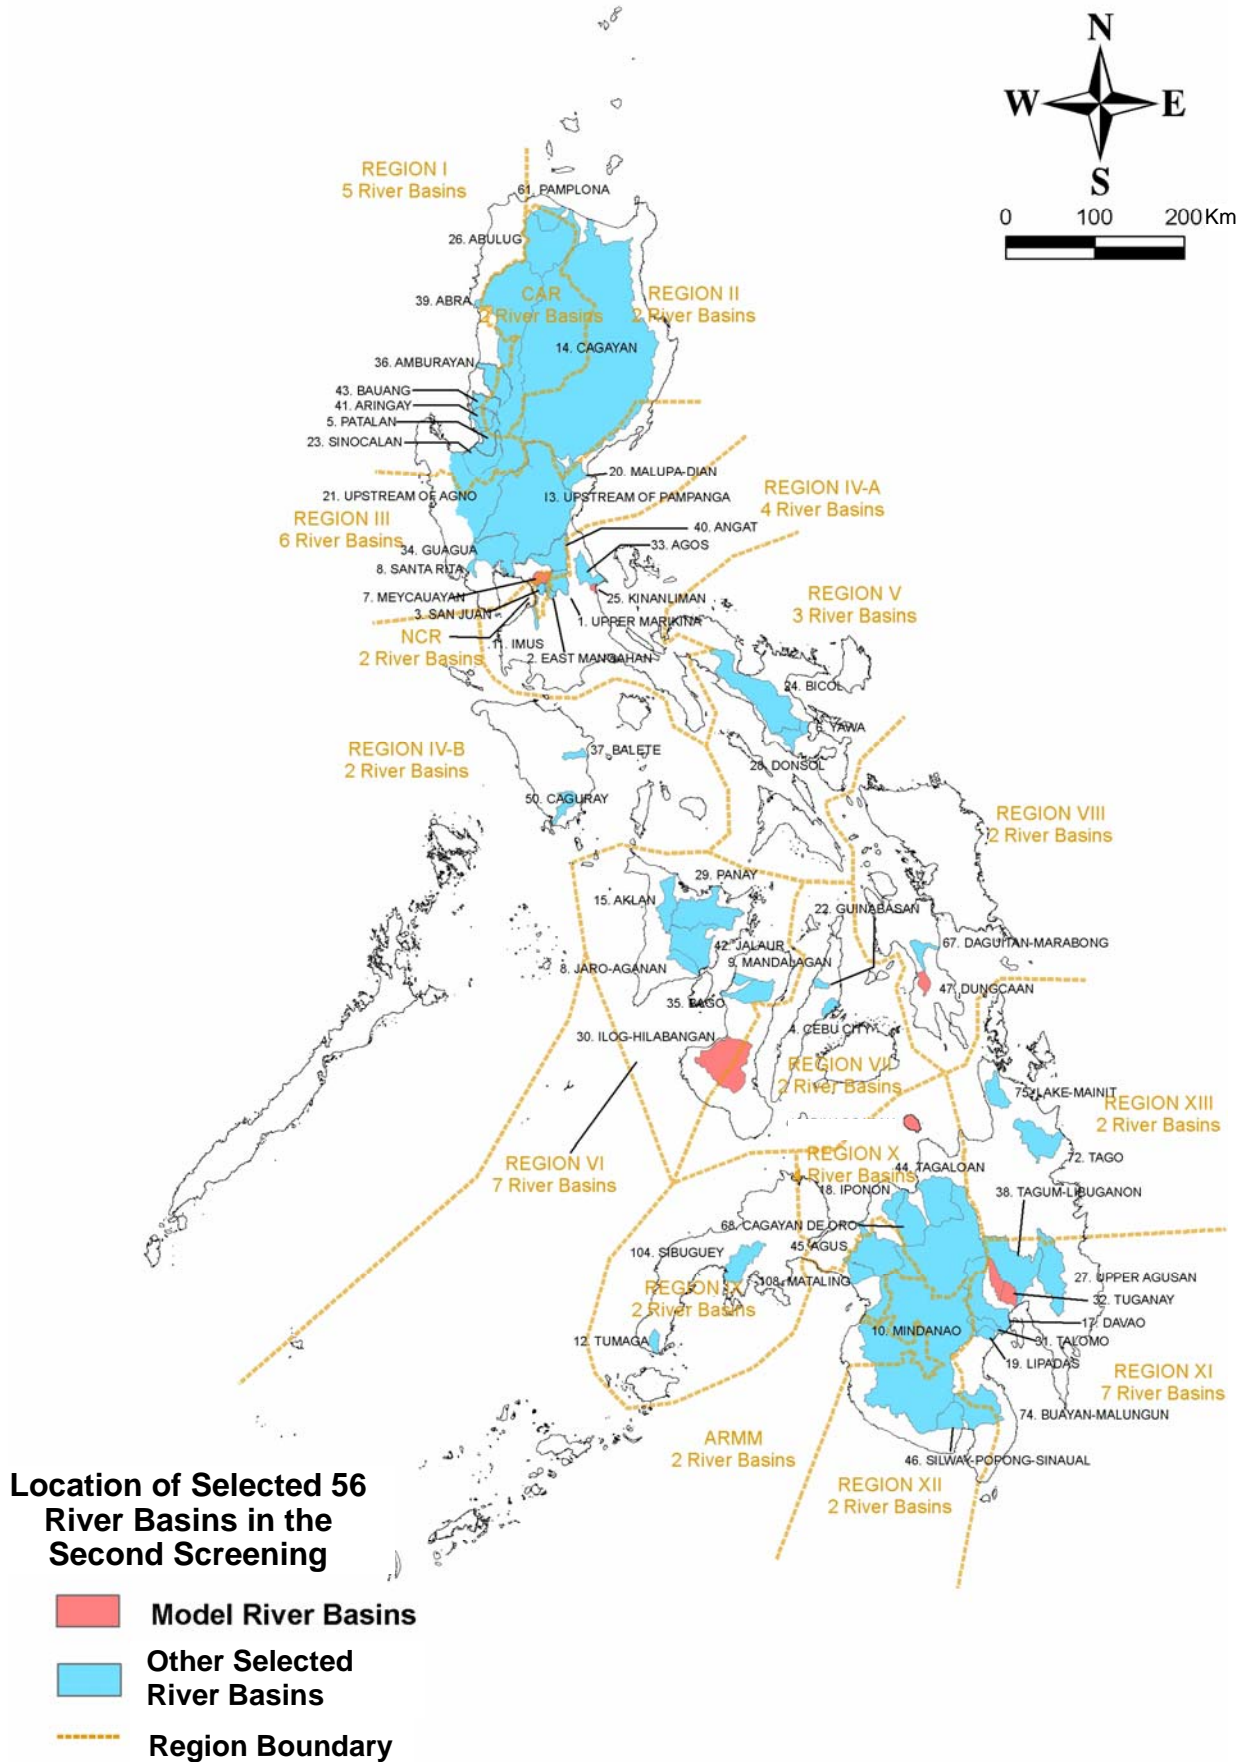 N
W E
S
0 100 200 Km
REGION I
5 River Basins
61. PAMPLONA
26. ABULUG
39. ABRA
CAR
2 River Basins
REGION II
2 River Basins
14. CAGAYAN
36. AMBURAYAN
43. BAUANG
41. ARINGAY
5. PATALAN
23. SINOCALAN
20. MALUPA-DIAN
21. UPSTREAM OF AGNO
13. UPSTREAM OF PAMPANGA
REGION IV-A
4 River Basins
REGION III
6 River Basins
40. ANGAT
33. AGOS
34. GUAGUA
8. SANTA RITA
7. MEYCAUAYAN
25. KINANLIMAN
3. SAN JUAN
1. UPPER MARIKINA
REGION V
3 River Basins
NCR
2 River Basins
11. IMUS
2. EAST MANGAHAN
24. BICOL
6. YAWA
28. DONSOL
REGION IV-B
2 River Basins
37. BALETE
50. CAGURAY
REGION VIII
2 River Basins
29. PANAY
15. AKLAN
22. GUINABASAN
42. JALAUR
9. MANDALAGAN
67. DAGUITAN-MARABONG
8. JARO-AGANAN
47. DUNGCAAN
35. BAGO
4. CEBU CITY
30. ILOG-HILABANGAN
REGION VII
2 River Basins
75. LAKE-MAINIT
REGION XIII
2 River Basins
72. TAGO
REGION VI
7 River Basins
REGION X
River Basins
44. TAGALOAN
18. IPONON
38. TAGUM-LIBUGANON
68. CAGAYAN DE ORO
45. AGUS
104. SIBUGUEY
108. MATALING
REGION IX
2 River Basins
27. UPPER AGUSAN
32. TUGANAY
17. DAVAO
31. TALOMO
19. LIPADAS
10. MINDANAO
12. TUMAGA
REGION XI
7 River Basins
74. BUAYAN-MALUNGUN
46. SILWAY-POPONG-SINAUAL
ARMM
2 River Basins
REGION XII
2 River Basins
Location of Selected 56
River Basins in the
Second Screening
Model River Basins
Other Selected
River Basins
Region Boundary